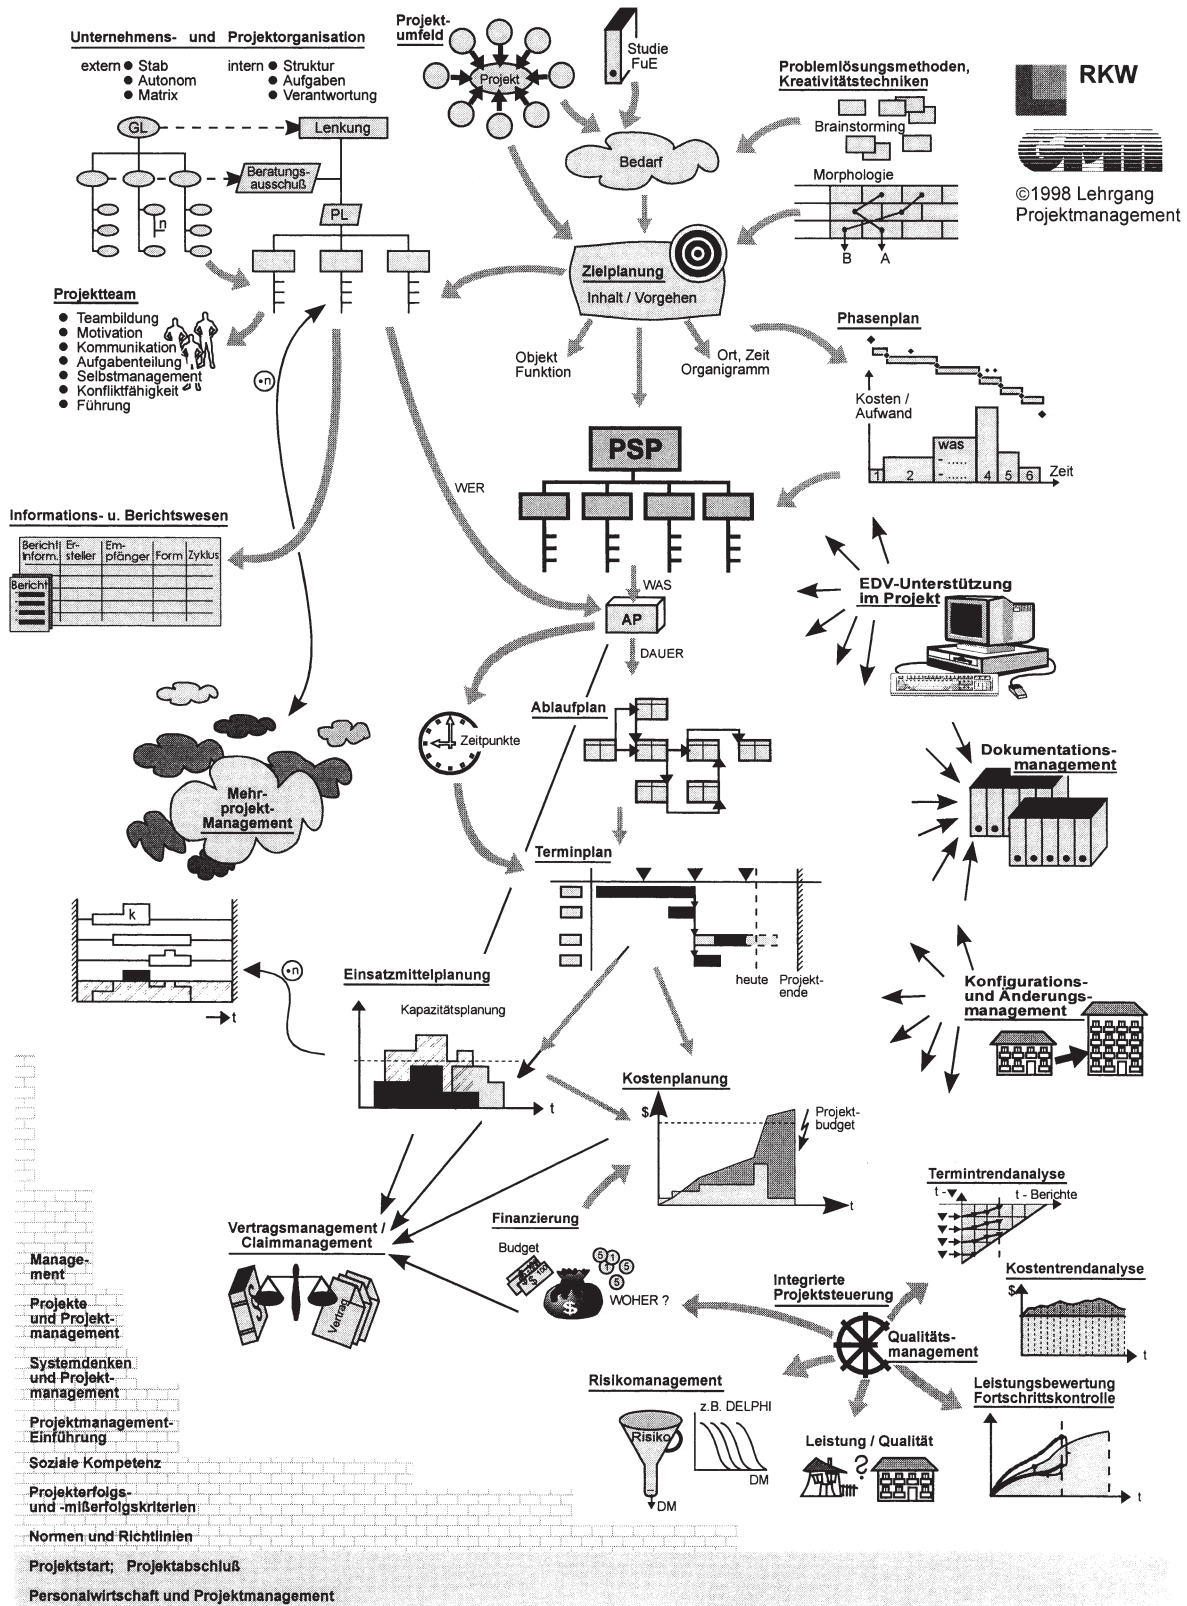 Unternehmens- und Projektorganisation
extern ● Stab
● Autonom
● Matrix
intern ● Struktur
● Aufgaben
● Verantwortung
GL
Lenkung
Beratungs-
ausschuß
PL
n
Projekt-
umfeld
Projekt
Studie
FuE
Bedarf
Problemlösungsmethoden,
Kreativitätstechniken
Brainstorming
Morphologie
B A
RKW
GPM
©1998 Lehrgang
Projektmanagement
Projektteam
● Teambildung
● Motivation
● Kommunikation
● Aufgabenteilung
● Selbstmanagement
● Konfliktfähigkeit
● Führung
•n
Zielplanung
Inhalt / Vorgehen
Objekt
Funktion
Ort, Zeit
Organigramm
Phasenplan
Kosten /
Aufwand
was
- .....
- .....
1 2 4 5 6
Zeit
PSP
WER
WAS
AP
DAUER
Informations- u. Berichtswesen
Bericht
Inform.
Er-
steller
Em-
pfänger
Form
Zyklus
Bericht
EDV-Unterstützung
im Projekt
Zeitpunkte
Ablaufplan
Dokumentations-
management
Mehr-
projekt-
Management
Terminplan
heute
Projekt-
ende
k
t
•n
Einsatzmittelplanung
Kapazitätsplanung
t
Konfigurations-
und Änderungs-
management
Kostenplanung
$
Projekt-
budget
t
Vertragsmanagement /
Claimmanagement
§
Vertrag
Finanzierung
Budget
100
5 1
1 5
5
$
WOHER ?
Integrierte
Projektsteuerung
Qualitäts-
management
Termintrendanalyse
t - ▼
t - Berichte
Kostentrendanalyse
$
t
Leistungsbewertung
Fortschrittskontrolle
t
Risikomanagement
Risiko
DM
z.B. DELPHI
DM
Leistung / Qualität
?
Manage-
ment
Projekte
und Projekt-
management
Systemdenken
und Projekt-
management
Projektmanagement-
Einführung
Soziale Kompetenz
Projekterfolgs-
und -mißerfolgskriterien
Normen und Richtlinien
Projektstart; Projektabschluß
Personalwirtschaft und Projektmanagement